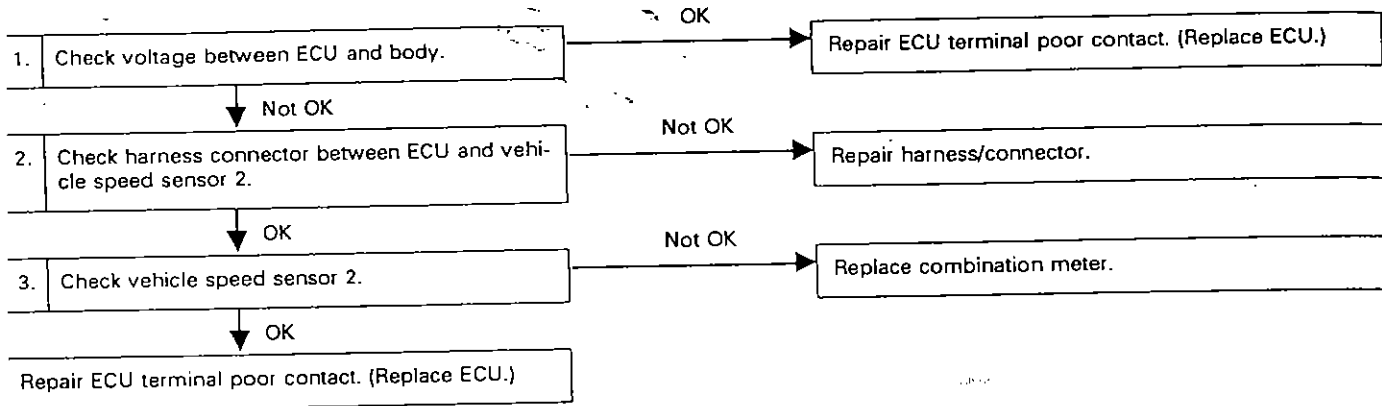 OK
1. Check voltage between ECU and body.
Repair ECU terminal poor contact. (Replace ECU.)
Not OK
Not OK
2. Check harness connector between ECU and vehi-
cle speed sensor 2.
Repair harness/connector.
OK
Not OK
3. Check vehicle speed sensor 2.
Replace combination meter.
OK
Repair ECU terminal poor contact. (Replace ECU.)